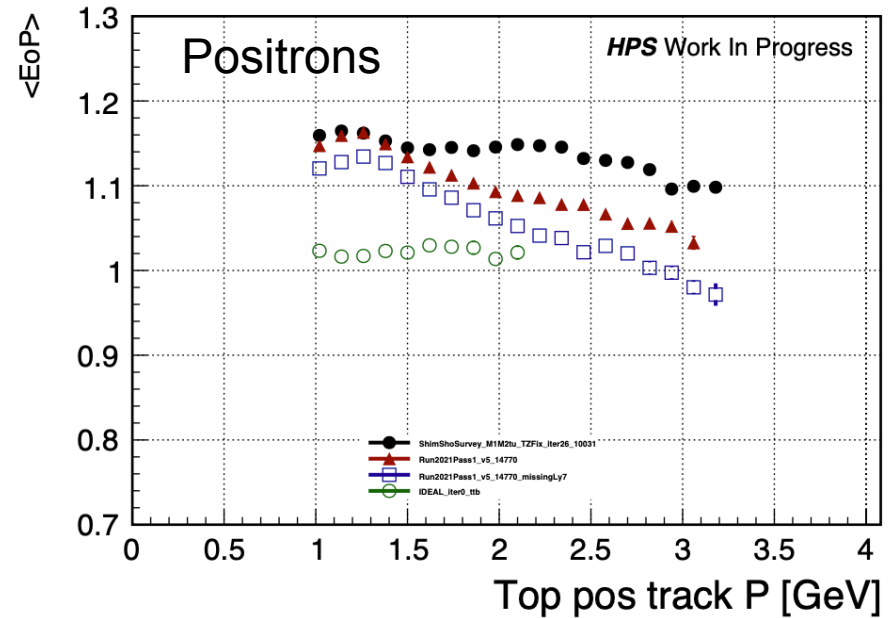 <EoP>
Positrons
HPS Work In Progress
1.3
1.2
1.1
1
0.9
0.8
0.7
ShimShoSurvey_M1M2tu_TZFix_iter26_10031
Run2021Pass1_v5_14770
Run2021Pass1_v5_14770_missingLy7
IDEAL_iter0_ttb
0 0.5 1 1.5 2 2.5 3 3.5 4
Top pos track P [GeV]